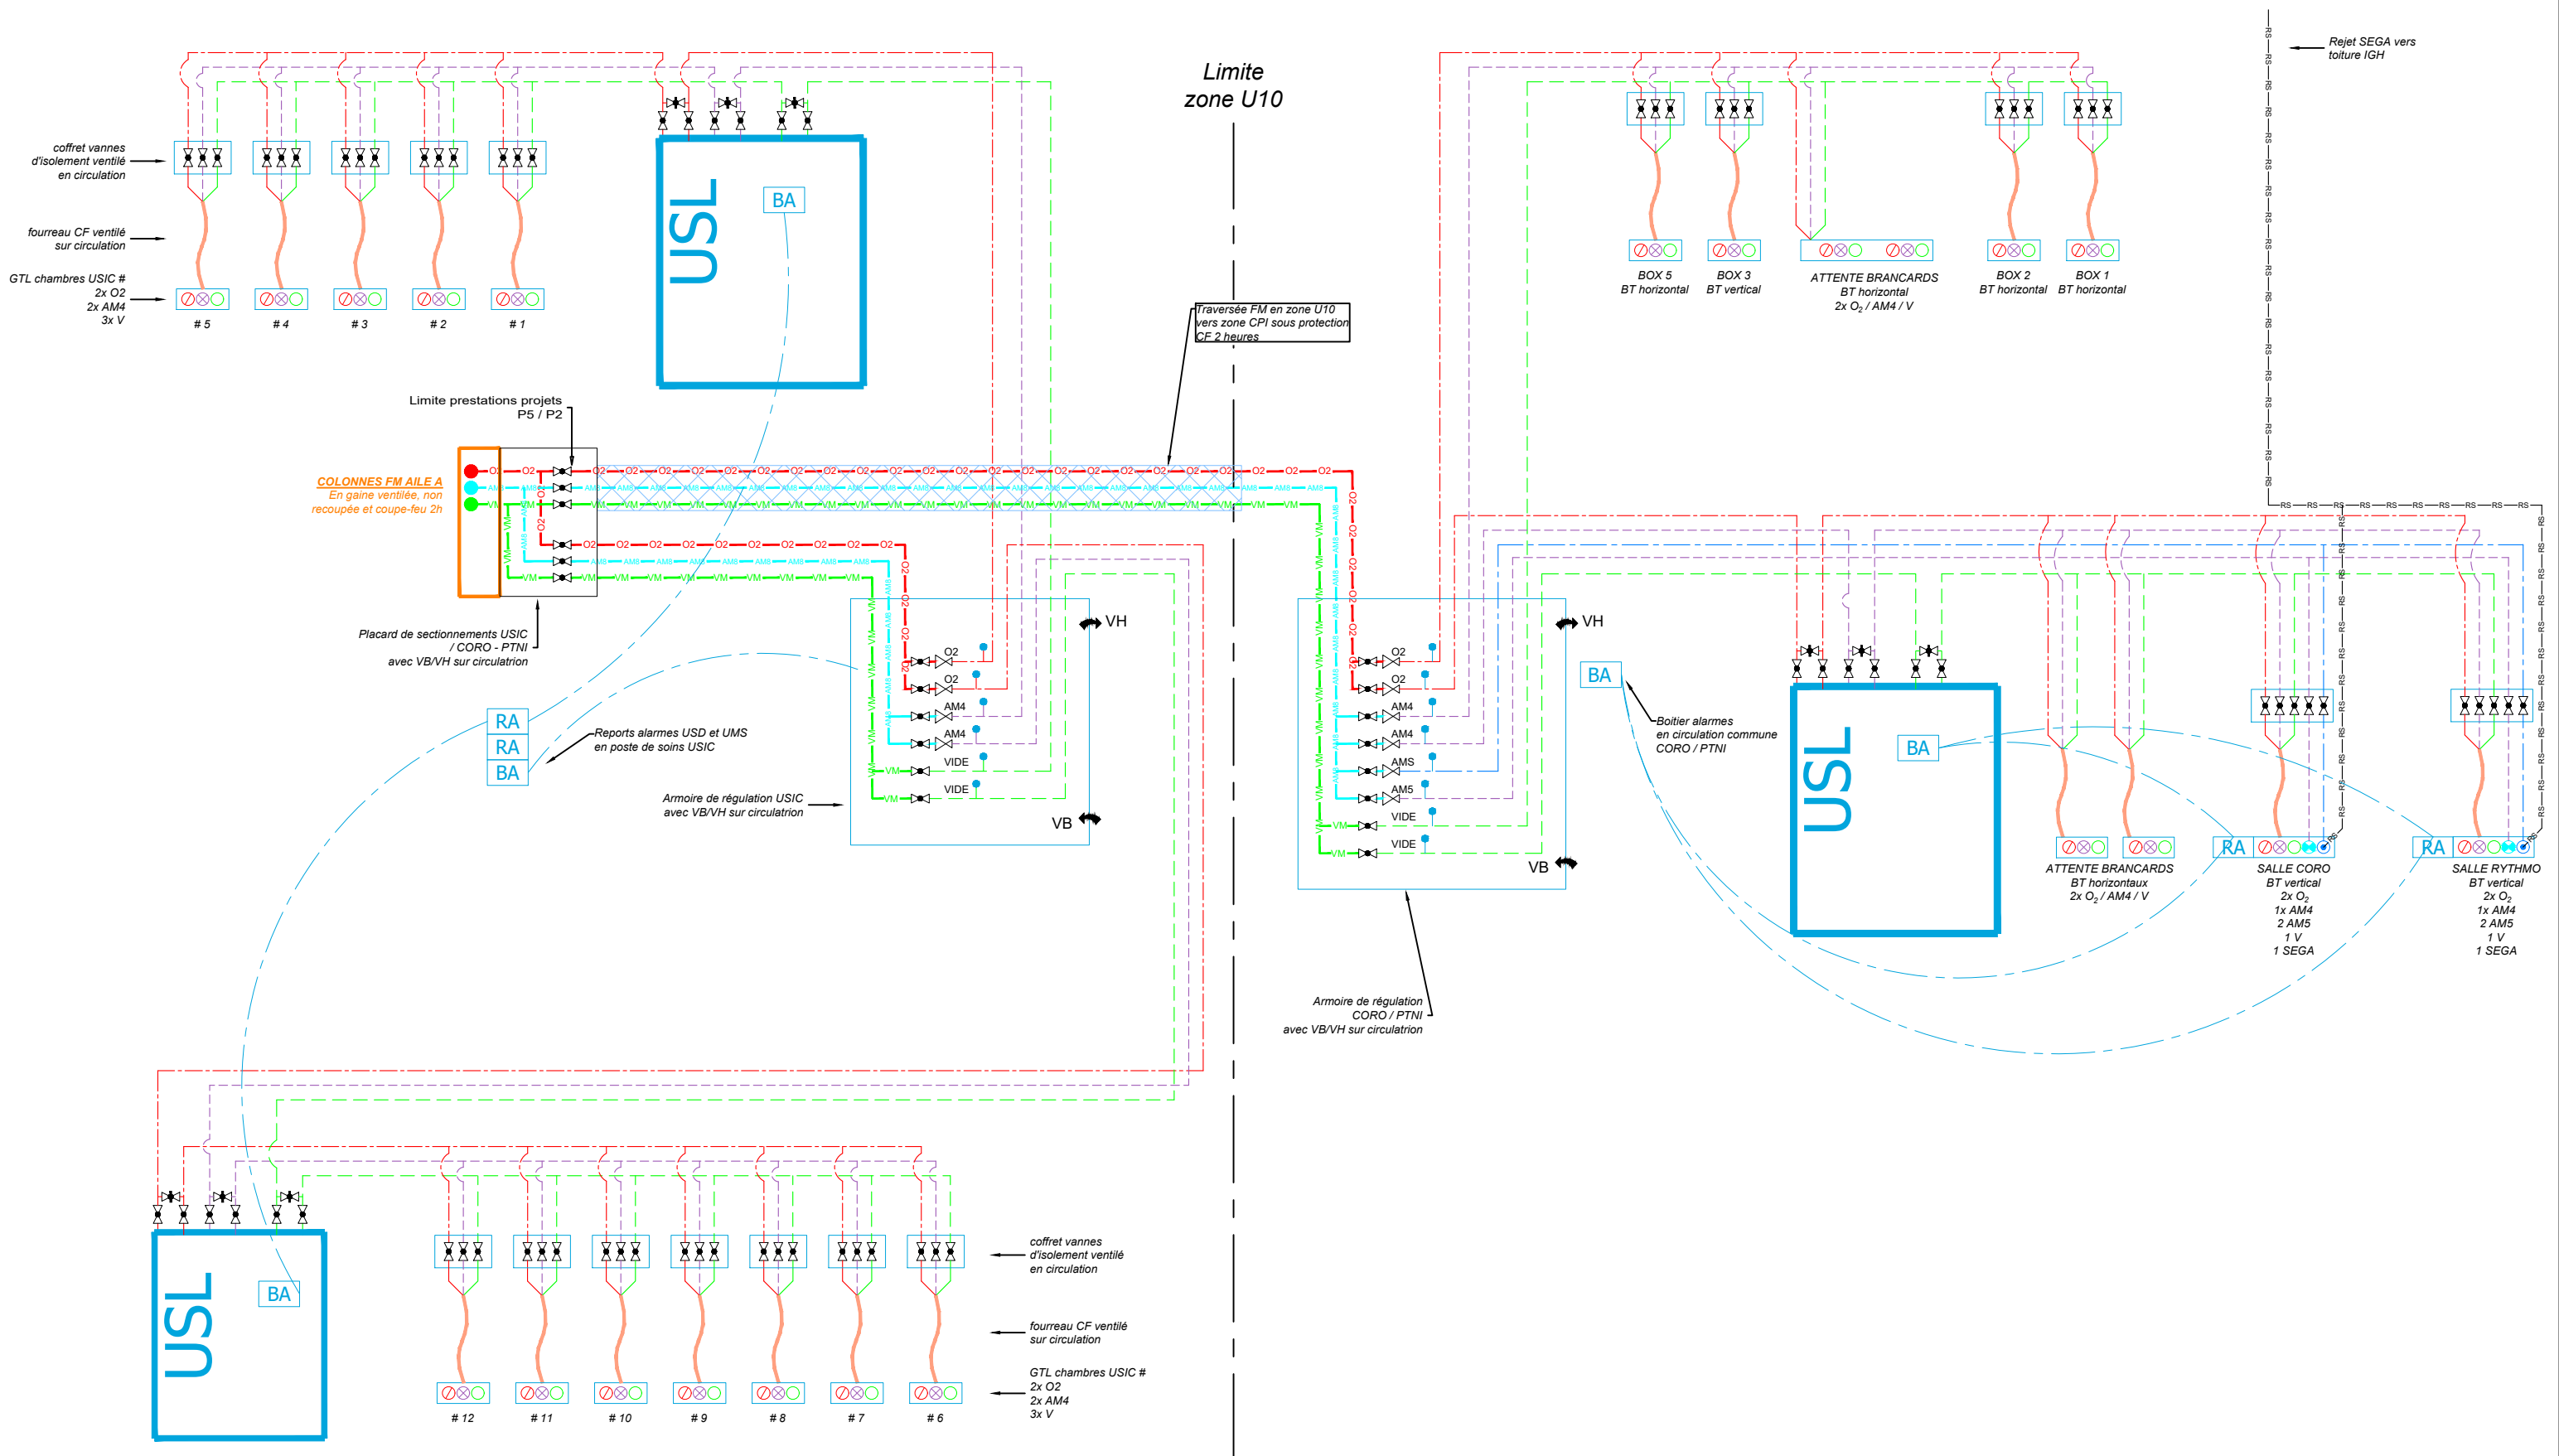 Limite
zone U10
Rejet SEGA vers
toiture IGH
coffret vannes
d'isolement ventilé
en circulation
fourreau CF ventilé
sur circulation
GTL chambres USIC #
2x O2
2x AM4
3x V
# 5
# 4
# 3
# 2
# 1
USL
BA
BOX 5
BT horizontal
BOX 3
BT vertical
ATTENTE BRANCARDS
BT horizontal
2x O2 / AM4 / V
BOX 2
BT horizontal
BOX 1
BT horizontal
Traversée FM en zone U10
vers zone CPI sous protection
CF 2 heures
Limite prestations projets
P5 / P2
COLONNES FM AILE A
En gaine ventilée, non
recoupée et coupe-feu 2h
O2
AM8
VM
RS
Placard de sectionnements USIC
/ CORO - PTNI
avec VB/VH sur circulatrion
RA
RA
BA
Reports alarmes USD et UMS
en poste de soins USIC
Armoire de régulation USIC
avec VB/VH sur circulatrion
VH
O2
O2
AM4
AM4
VIDE
VIDE
VB
VH
O2
O2
AM4
AM4
AMS
AM5
VIDE
VIDE
VB
BA
Boitier alarmes
en circulation commune
CORO / PTNI
Armoire de régulation
CORO / PTNI
avec VB/VH sur circulatrion
USL
BA
ATTENTE BRANCARDS
BT horizontaux
2x O2 / AM4 / V
RA
SALLE CORO
BT vertical
2x O2
1x AM4
2 AM5
1 V
1 SEGA
RA
SALLE RYTHMO
BT vertical
2x O2
1x AM4
2 AM5
1 V
1 SEGA
USL
BA
# 12
# 11
# 10
# 9
# 8
# 7
# 6
coffret vannes
d'isolement ventilé
en circulation
fourreau CF ventilé
sur circulation
GTL chambres USIC #
2x O2
2x AM4
3x V